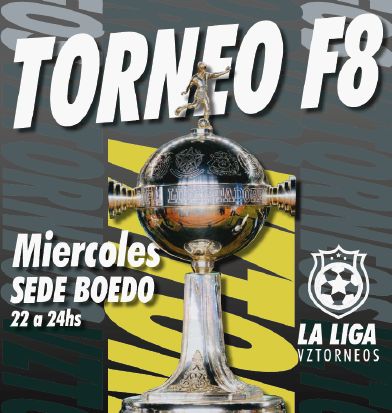 TORNEO F8
Miercoles
SEDE BOEDO
22 a 24hs
LA LIGA
VZTORNEOS